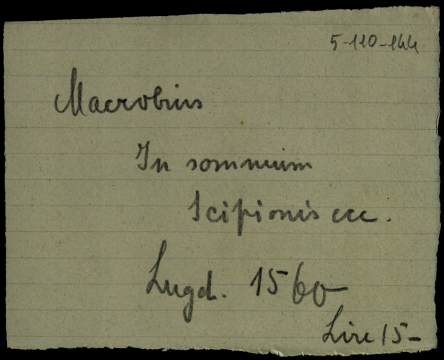 5-110-144
Macrobius
In somnium
Scipionis ecc.
Lugd. 1560
Lire 15-